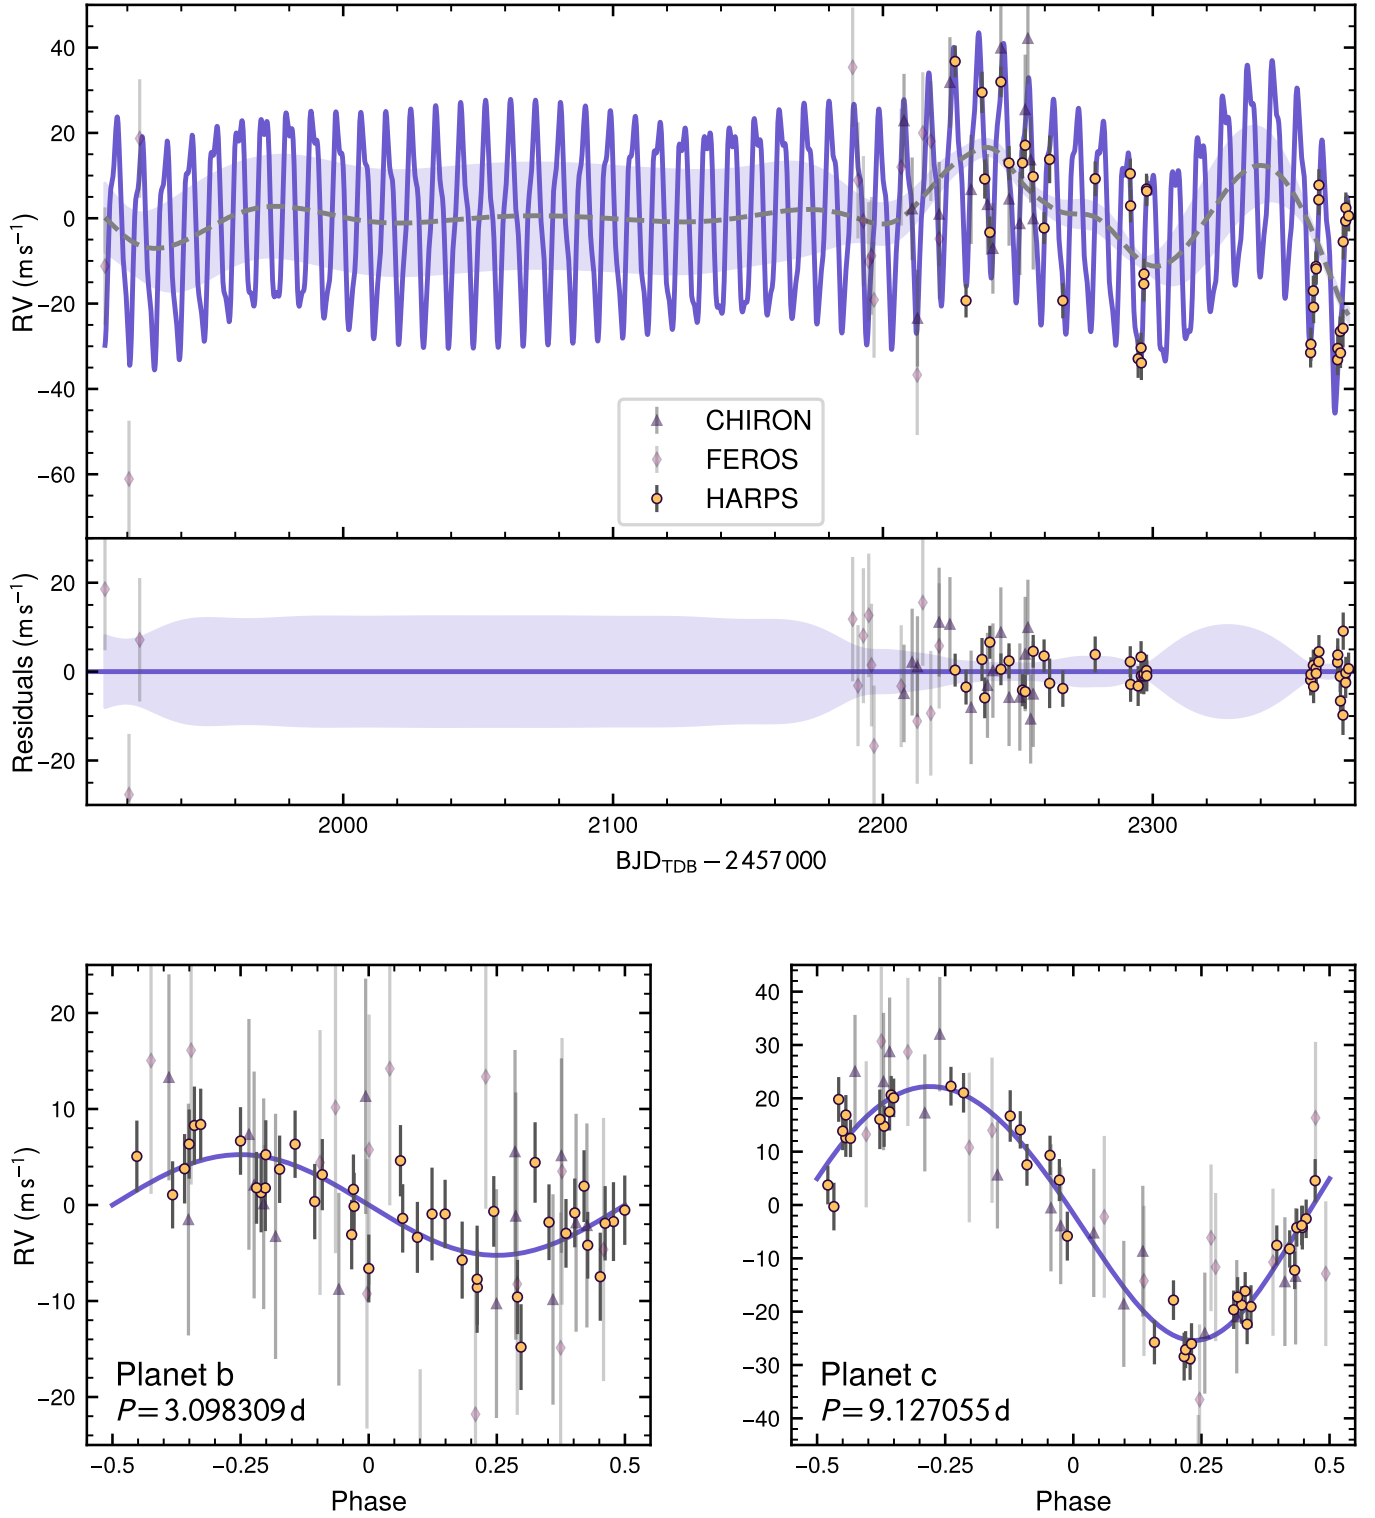 40
20
0
−20
−40
−60
RV (m s⁻¹)
CHIRON
FEROS
HARPS
20
0
−20
Residuals (m s⁻¹)
2000 2100 2200 2300
BJD_TDB − 2 457 000
20
10
0
−10
−20
RV (m s⁻¹)
Planet b
P = 3.098309 d
−0.5 −0.25 0 0.25 0.5
Phase
40
30
20
10
0
−10
−20
−30
−40
Planet c
P = 9.127055 d
−0.5 −0.25 0 0.25 0.5
Phase